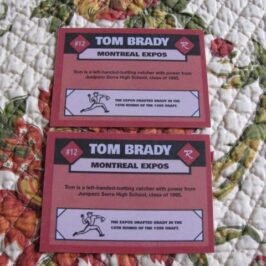 #12
TOM BRADY
R
MONTREAL EXPOS
Tom is a left-handed-batting catcher with power from
Junipero Serra High School, class of 1995.
THE EXPOS DRAFTED BRADY IN THE
18TH ROUND OF THE 1995 DRAFT.
#12
TOM BRADY
R
MONTREAL EXPOS
Tom is a left-handed-batting catcher with power from
Junipero Serra High School, class of 1995.
THE EXPOS DRAFTED BRADY IN THE
18TH ROUND OF THE 1995 DRAFT.